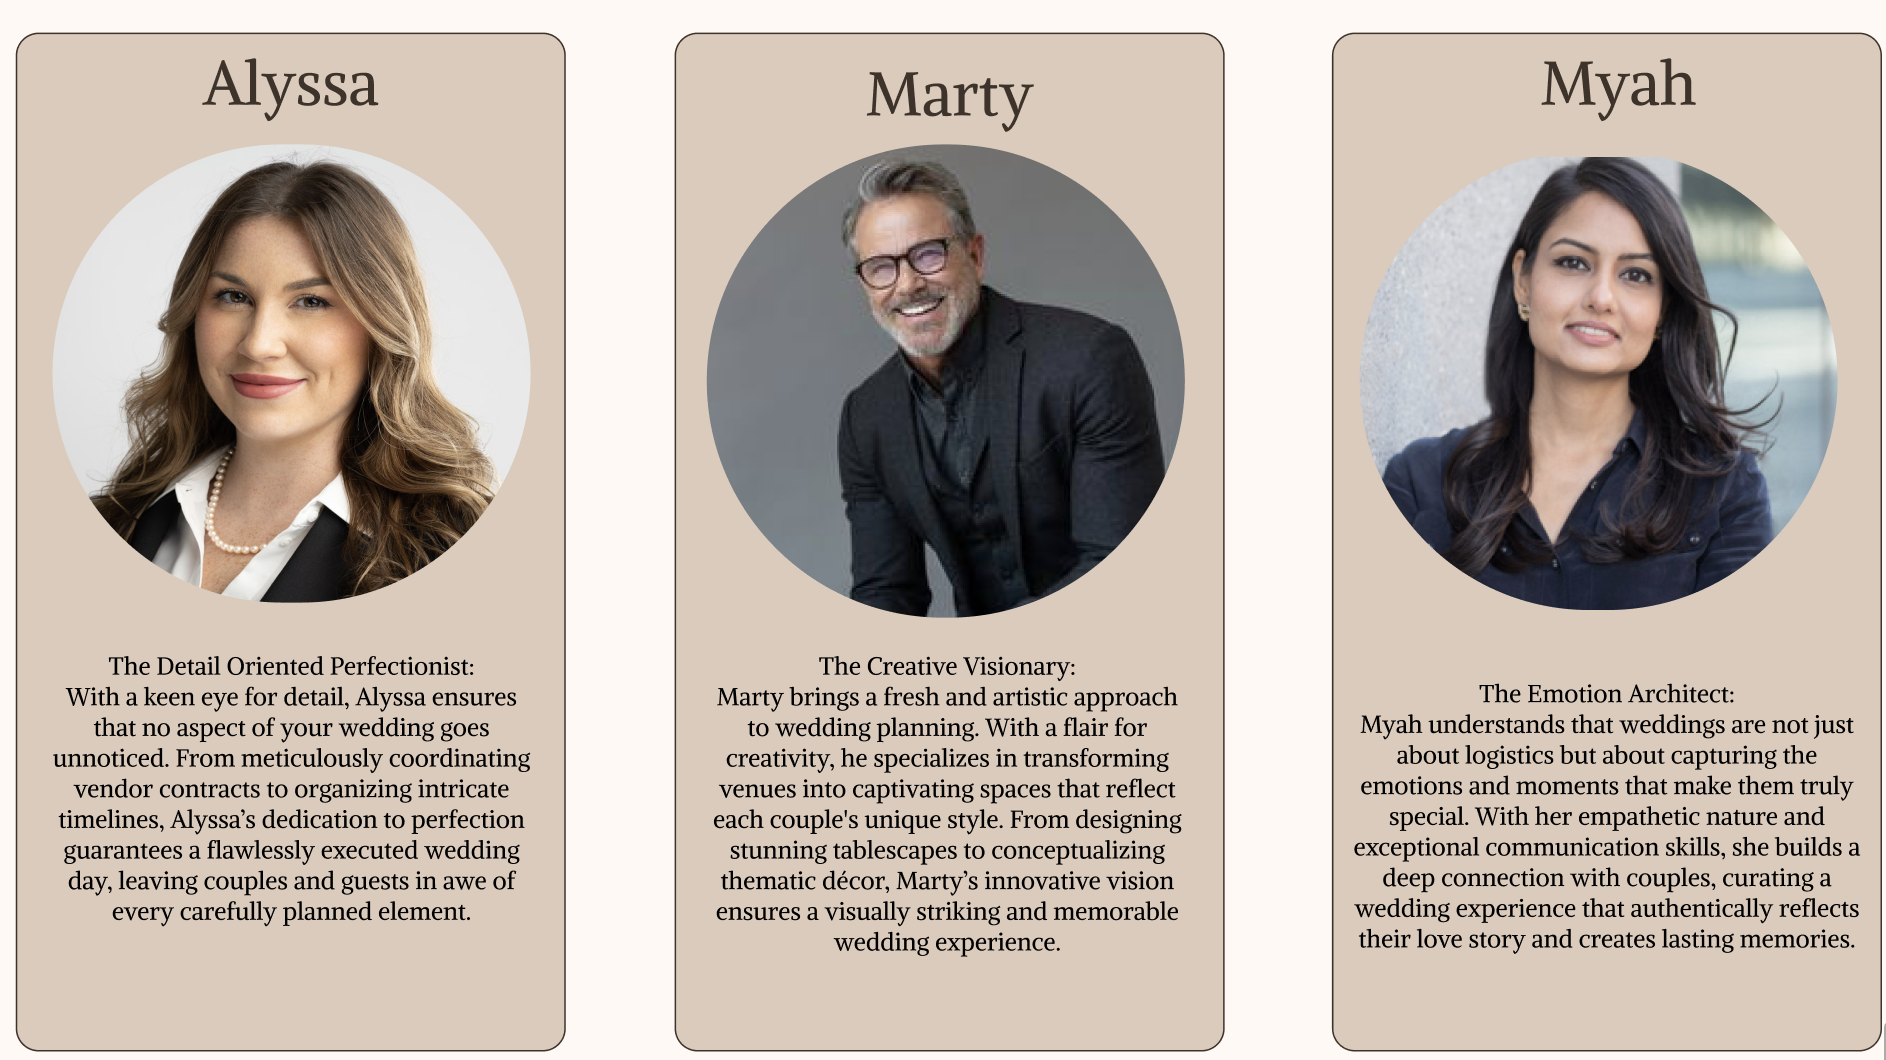 Alyssa
The Detail Oriented Perfectionist:
With a keen eye for detail, Alyssa ensures
that no aspect of your wedding goes
unnoticed. From meticulously coordinating
vendor contracts to organizing intricate
timelines, Alyssa’s dedication to perfection
guarantees a flawlessly executed wedding
day, leaving couples and guests in awe of
every carefully planned element.
Marty
The Creative Visionary:
Marty brings a fresh and artistic approach
to wedding planning. With a flair for
creativity, he specializes in transforming
venues into captivating spaces that reflect
each couple's unique style. From designing
stunning tablescapes to conceptualizing
thematic décor, Marty’s innovative vision
ensures a visually striking and memorable
wedding experience.
Myah
The Emotion Architect:
Myah understands that weddings are not just
about logistics but about capturing the
emotions and moments that make them truly
special. With her empathetic nature and
exceptional communication skills, she builds a
deep connection with couples, curating a
wedding experience that authentically reflects
their love story and creates lasting memories.